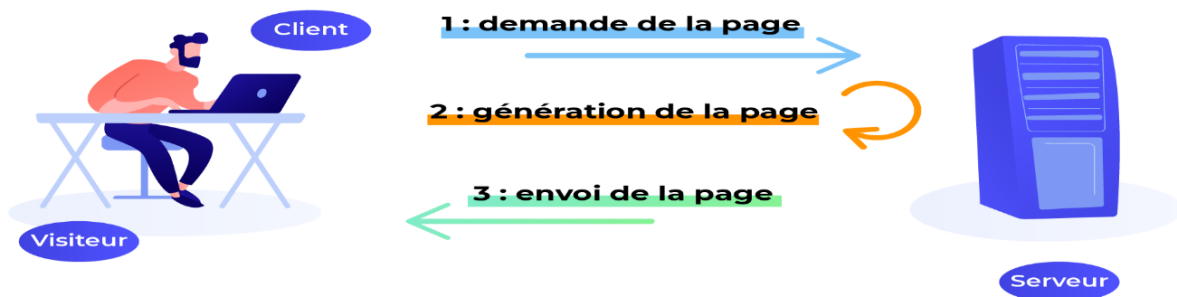 Client
1 : demande de la page
2 : génération de la page
3 : envoi de la page
Visiteur
Serveur